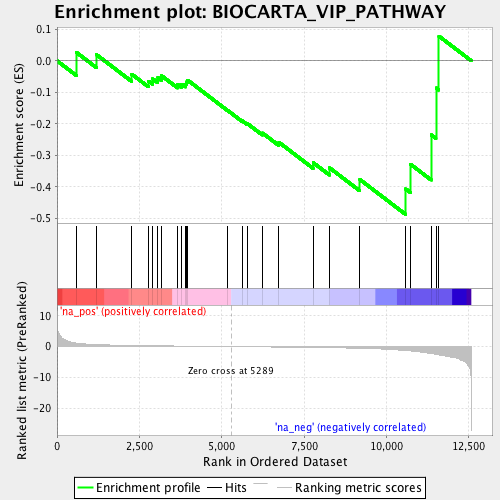 Enrichment plot: BIOCARTA_VIP_PATHWAY
Enrichment score (ES)
0.1
0.0
-0.1
-0.2
-0.3
-0.4
-0.5
'na_pos' (positively correlated)
Ranked list metric (PreRanked)
10
0
-10
-20
Zero cross at 5289
'na_neg' (negatively correlated)
0
2,500
5,000
7,500
10,000
12,500
Rank in Ordered Dataset
Enrichment profile
Hits
Ranking metric scores